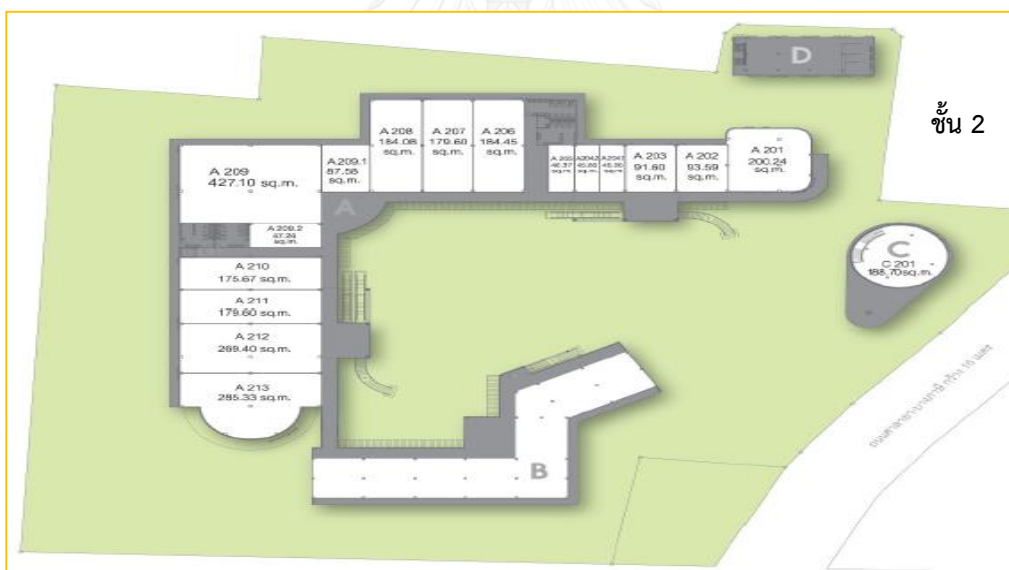 D
ชั้น 2
A 208
184.08
sq.m.
A 207
179.60
sq.m.
A 206
184.45
sq.m.
A 201
200.24
sq.m.
A 203
91.60
sq.m.
A 202
93.59
sq.m.
A 209
427.10 sq.m.
A 209.1
87.58
sq.m.
A
A 209.2
sq.m.
A 210
175.67 sq.m.
A 211
179.60 sq.m.
A 212
269.40 sq.m.
A 213
285.33 sq.m.
C
C 201
188.70 sq.m.
B